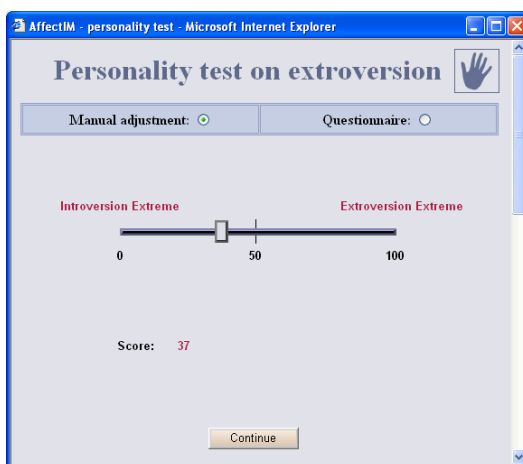 AffectIM - personality test - Microsoft Internet Explorer
Personality test on extroversion
Manual adjustment: Questionnaire:
Introversion Extreme Extroversion Extreme
0 50 100
Score: 37
Continue